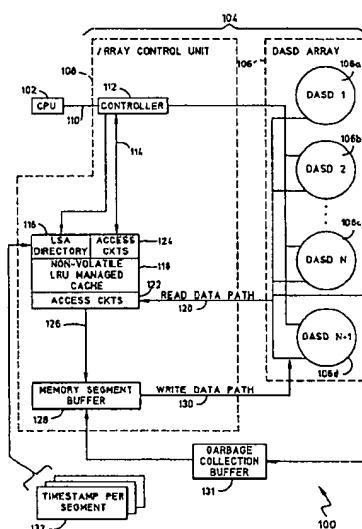 104
/RRAY CONTROL UNIT
DASD ARRAY
108
106
106a
DASD 1
102
CPU
112
CONTROLLER
110
114
106b
DASD 2
116
LSA DIRECTORY
ACCESS CKTS
124
118
NON-VOLATILE LRU MANAGED CACHE
122
ACCESS CKTS
106c
DASD N
READ DATA PATH
120
126
DASD N+1
106d
MEMORY SEGMENT BUFFER
128
WRITE DATA PATH
130
GARBAGE COLLECTION BUFFER
131
TIMESTAMP PER SEGMENT
132
100